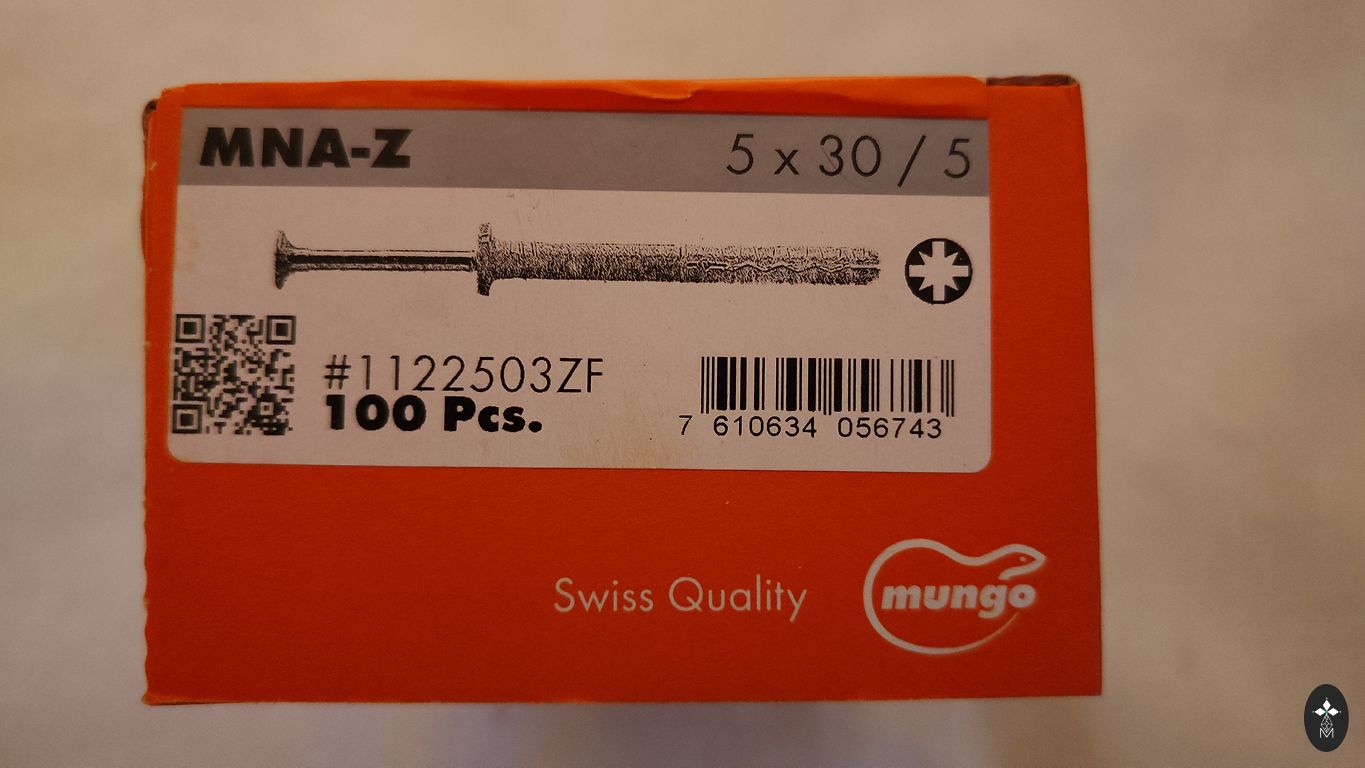 MNA-Z 5 x 30 / 5
#1122503ZF
100 Pcs.
7 610634 056743
Swiss Quality
mungo
M